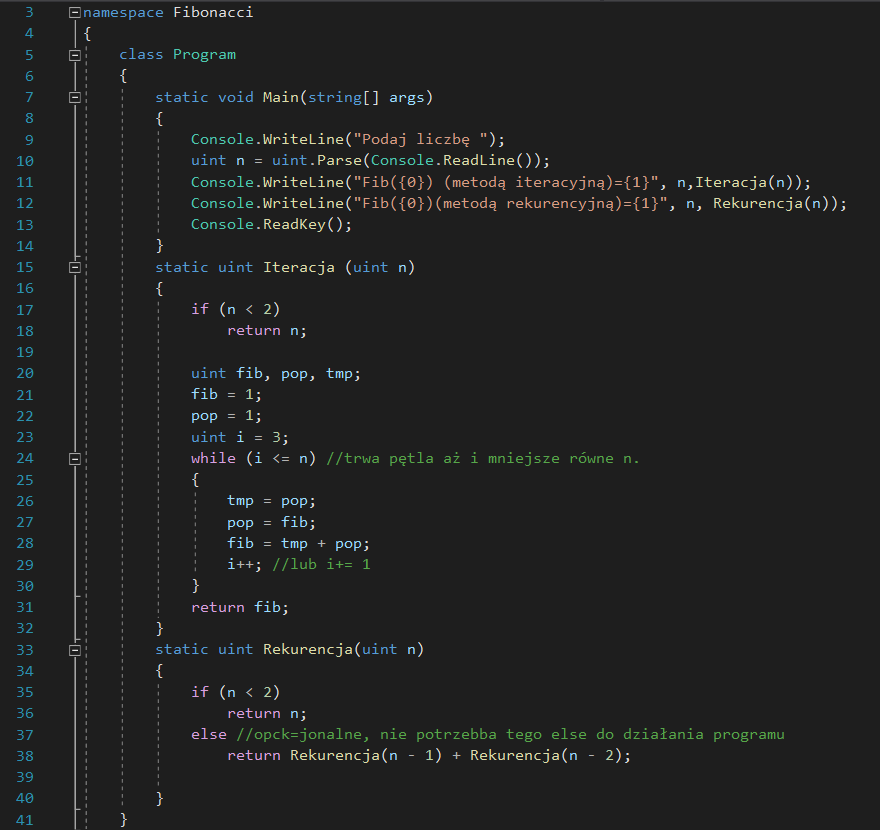 3 namespace Fibonacci
4 {
5 class Program
6 {
7 static void Main(string[] args)
8 {
9 Console.WriteLine("Podaj liczbę ");
10 uint n = uint.Parse(Console.ReadLine());
11 Console.WriteLine("Fib({0}) (metodą iteracyjną)={1}", n,Iteracja(n));
12 Console.WriteLine("Fib({0})(metodą rekurencyjną)={1}", n, Rekurencja(n));
13 Console.ReadKey();
14 }
15 static uint Iteracja (uint n)
16 {
17 if (n < 2)
18 return n;
19
20 uint fib, pop, tmp;
21 fib = 1;
22 pop = 1;
23 uint i = 3;
24 while (i <= n) //trwa pętla aż i mniejsze równe n.
25 {
26 tmp = pop;
27 pop = fib;
28 fib = tmp + pop;
29 i++; //lub i+= 1
30 }
31 return fib;
32 }
33 static uint Rekurencja(uint n)
34 {
35 if (n < 2)
36 return n;
37 else //opck=jonalne, nie potrzebba tego else do działania programu
38 return Rekurencja(n - 1) + Rekurencja(n - 2);
39
40 }
41 }